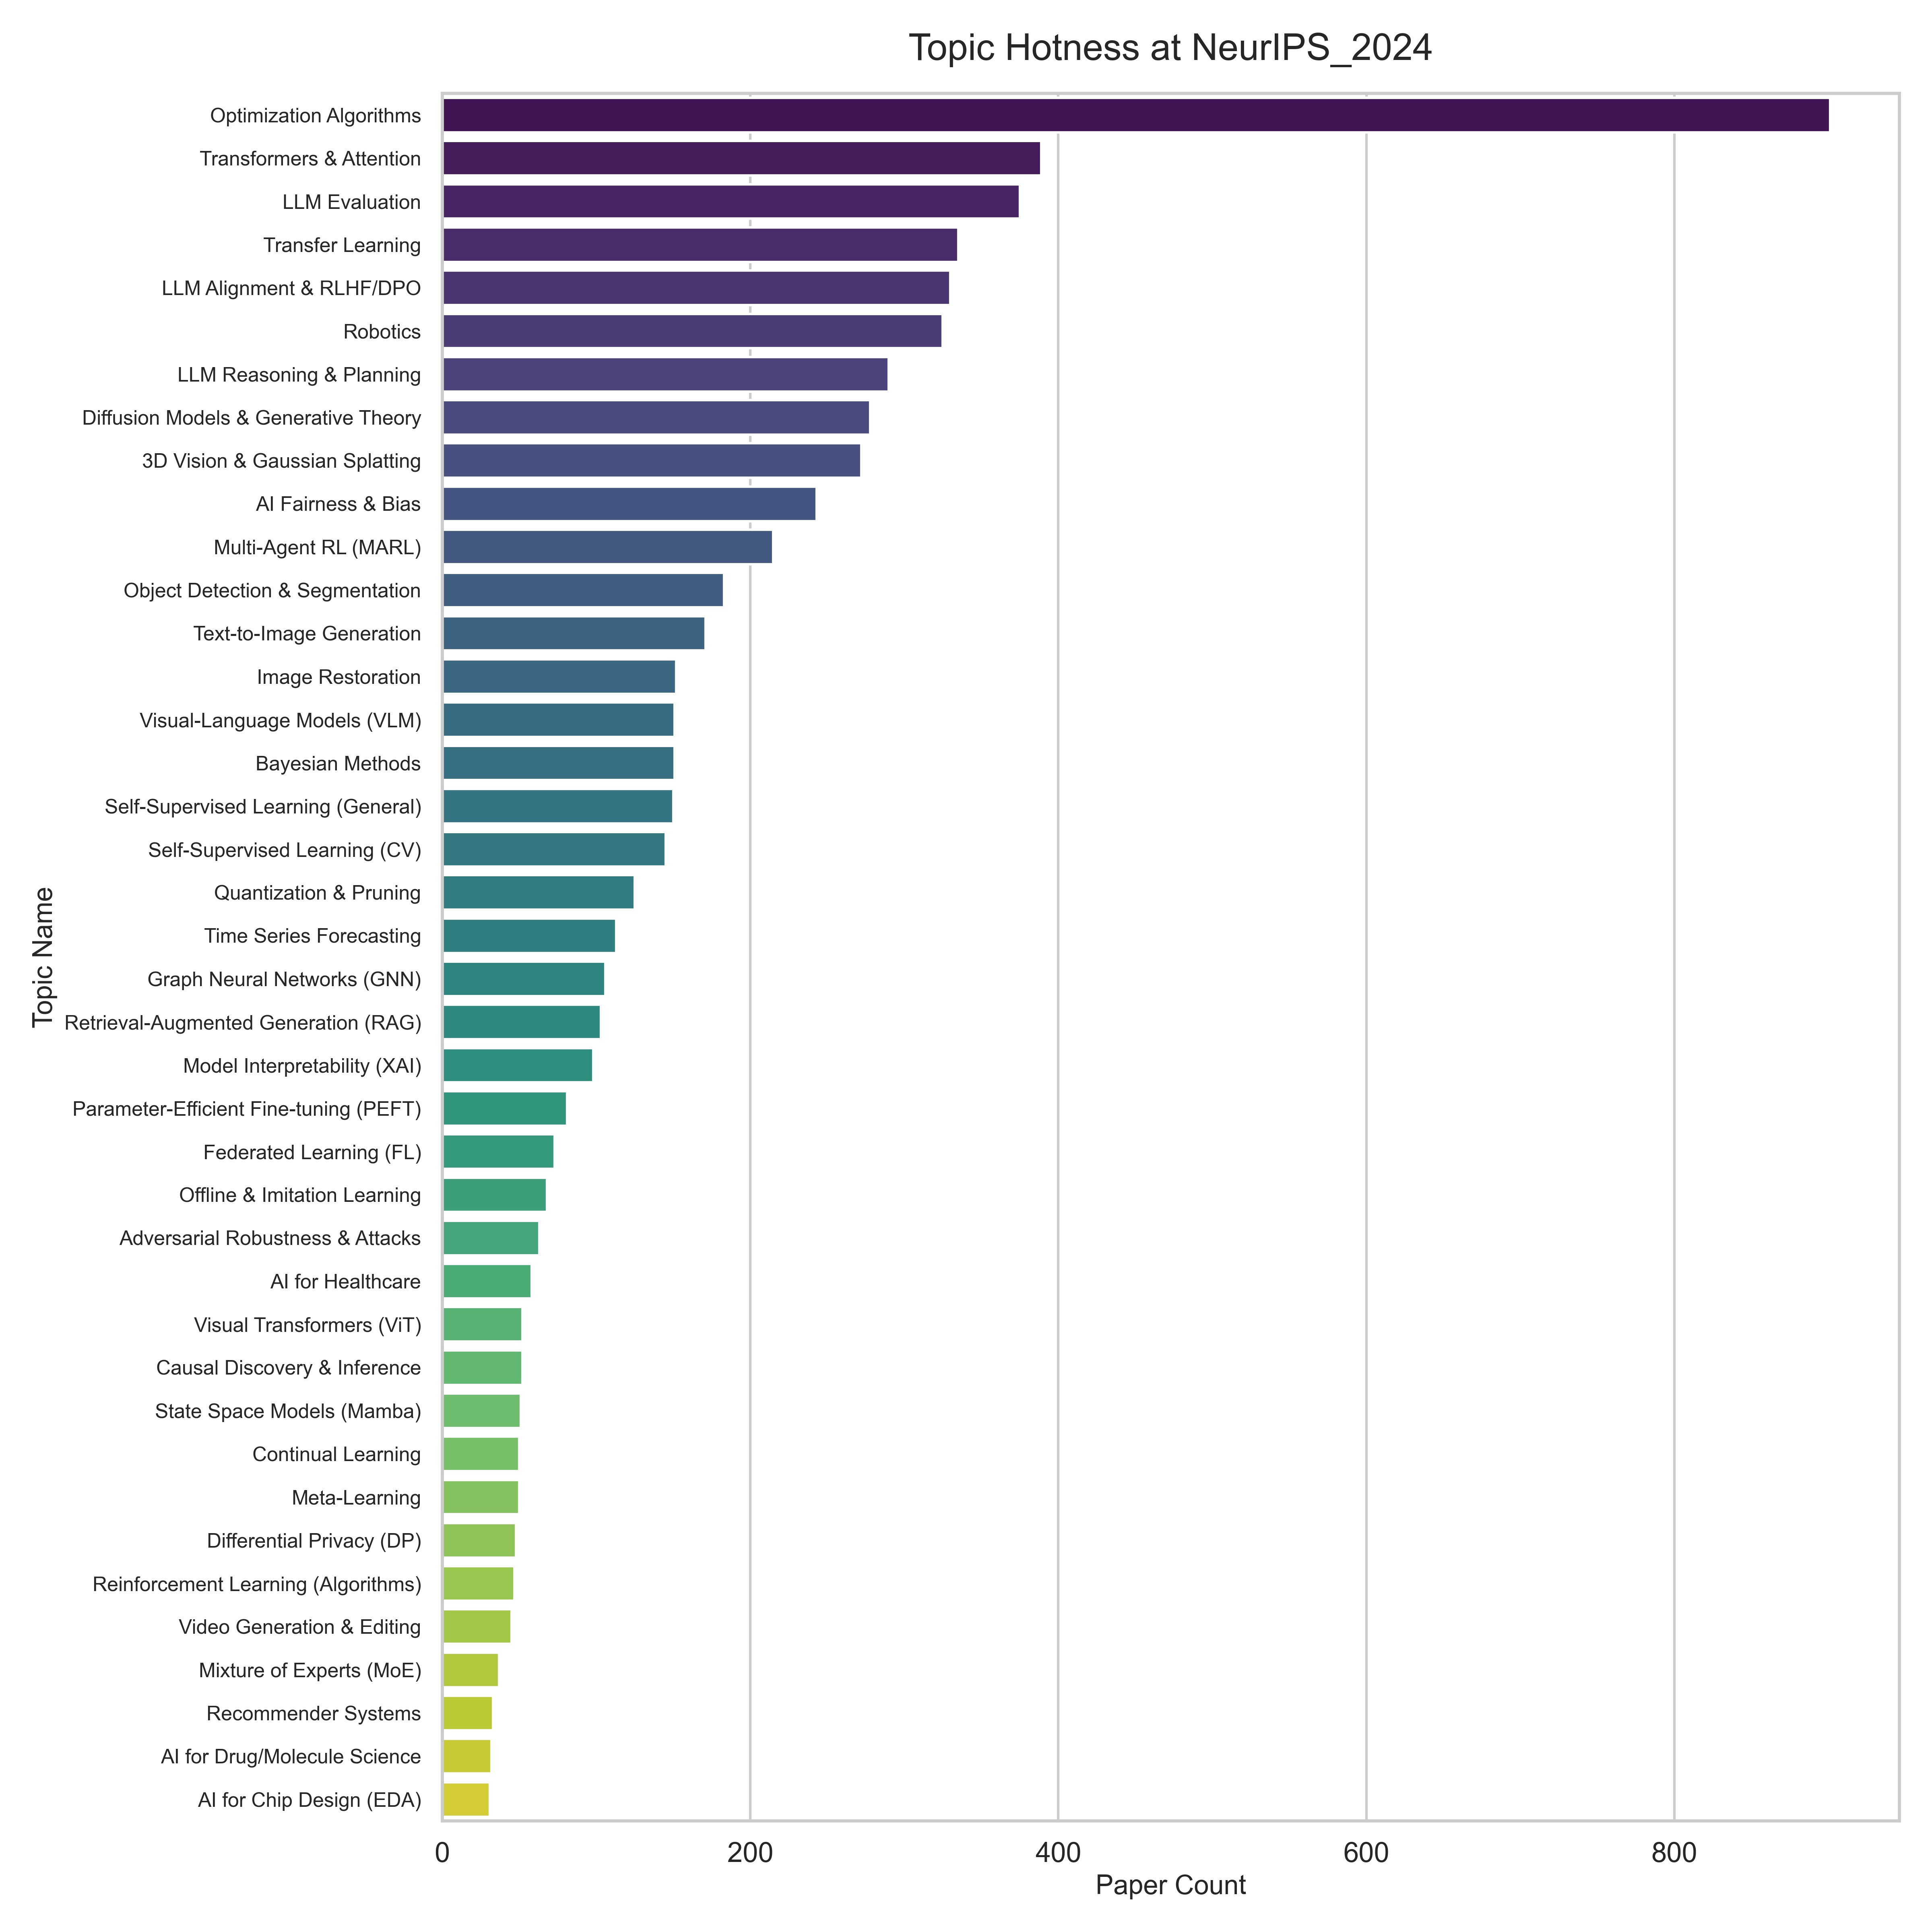 Topic Hotness at NeurIPS_2024
Optimization Algorithms
Transformers & Attention
LLM Evaluation
Transfer Learning
LLM Alignment & RLHF/DPO
Robotics
LLM Reasoning & Planning
Diffusion Models & Generative Theory
3D Vision & Gaussian Splatting
AI Fairness & Bias
Multi-Agent RL (MARL)
Object Detection & Segmentation
Text-to-Image Generation
Image Restoration
Visual-Language Models (VLM)
Bayesian Methods
Self-Supervised Learning (General)
Self-Supervised Learning (CV)
Quantization & Pruning
Time Series Forecasting
Graph Neural Networks (GNN)
Retrieval-Augmented Generation (RAG)
Model Interpretability (XAI)
Parameter-Efficient Fine-tuning (PEFT)
Federated Learning (FL)
Offline & Imitation Learning
Adversarial Robustness & Attacks
AI for Healthcare
Visual Transformers (ViT)
Causal Discovery & Inference
State Space Models (Mamba)
Continual Learning
Meta-Learning
Differential Privacy (DP)
Reinforcement Learning (Algorithms)
Video Generation & Editing
Mixture of Experts (MoE)
Recommender Systems
AI for Drug/Molecule Science
AI for Chip Design (EDA)
Topic Name
0 200 400 600 800
Paper Count